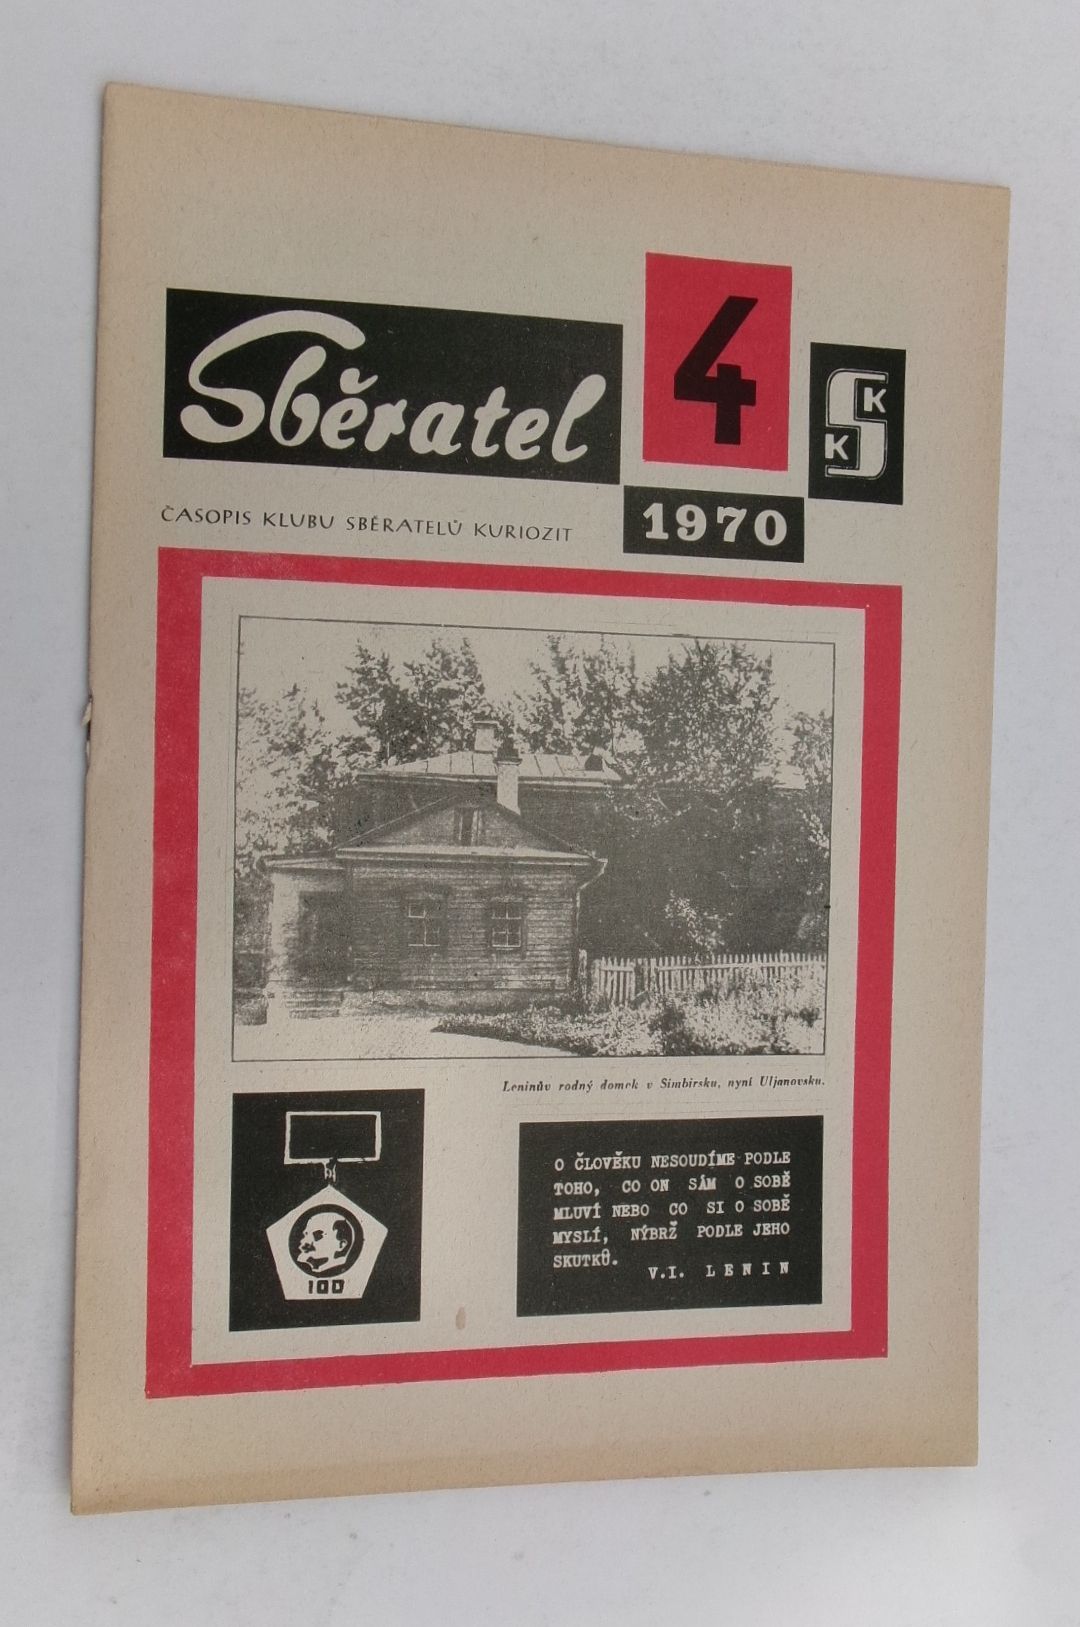 Sběratel
4
S K K
1970
ČASOPIS KLUBU SBĚRATELŮ KURIOZIT
Leninův rodný domek v Simbirsku, nyní Uljanovsku.
100
O ČLOVĚKU NESOUDÍME PODLE
TOHO, CO ON SÁM O SOBĚ
MLUVÍ NEBO CO SI O SOBĚ
MYSLÍ, NÝBRŽ PODLE JEHO
SKUTKŮ.
V.I. LENIN